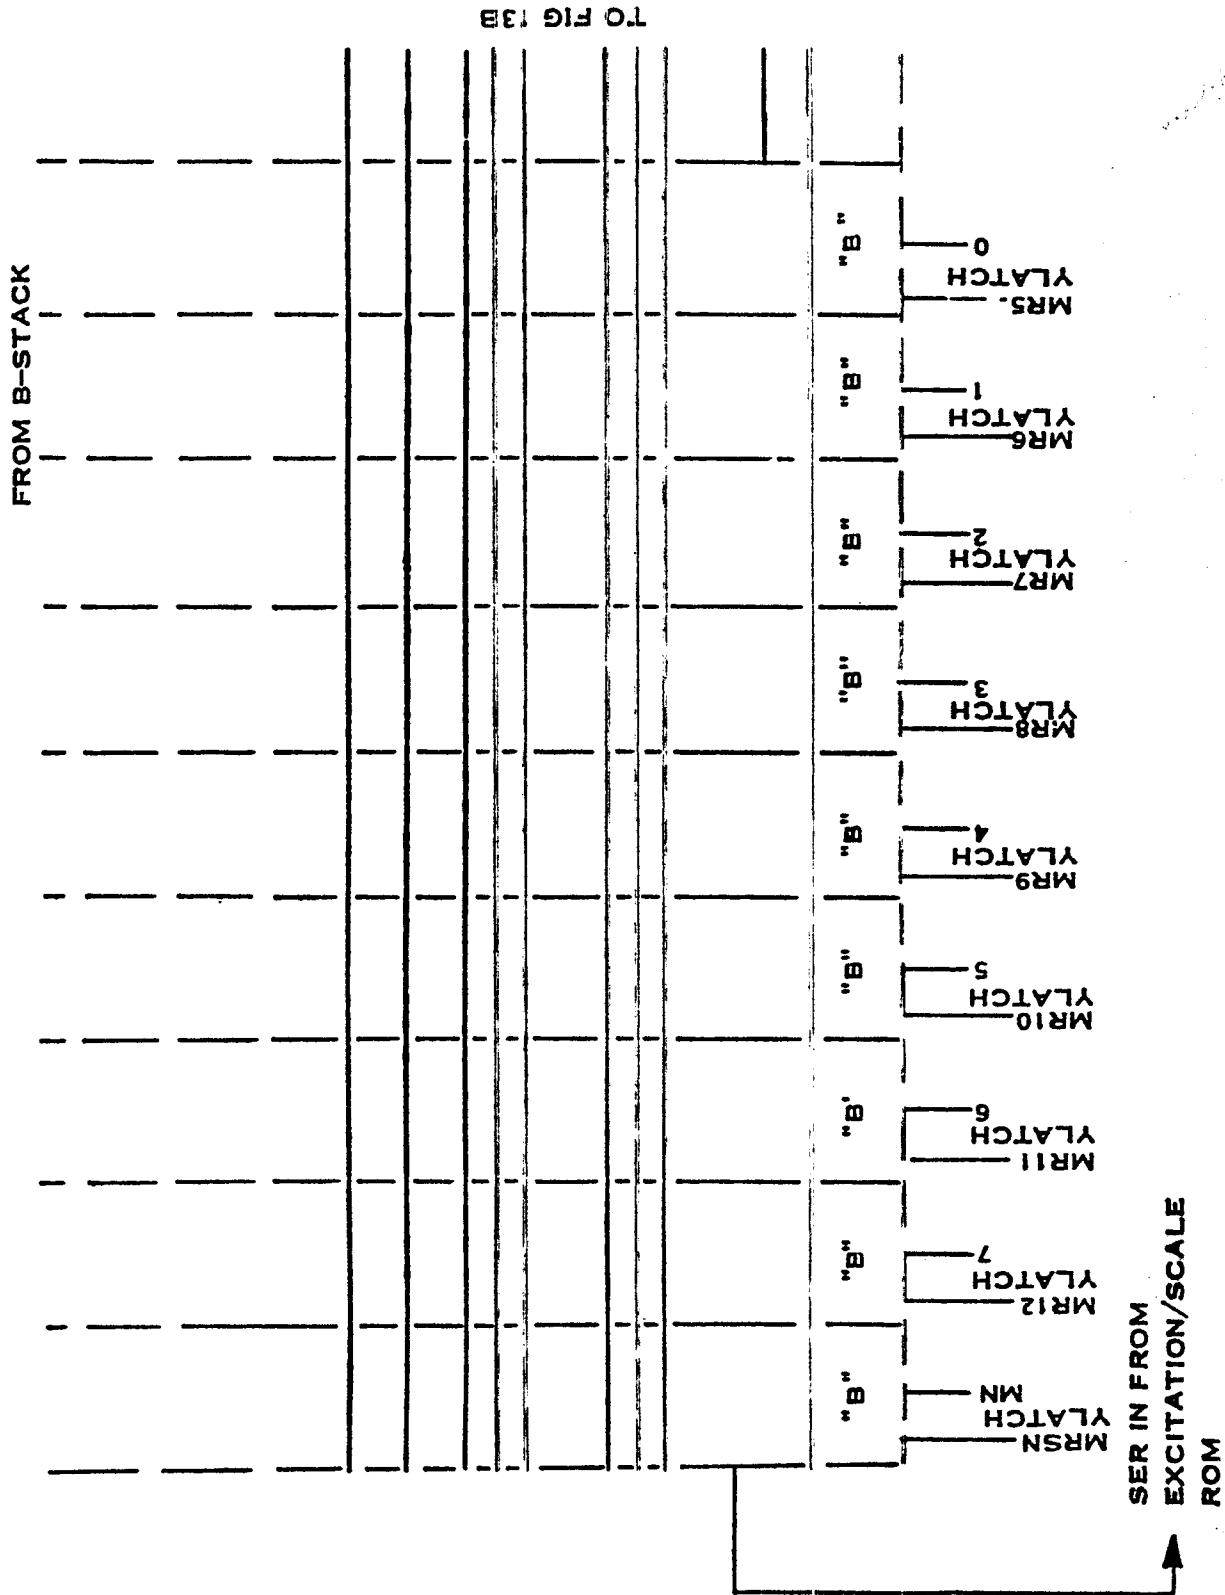 TO FIG 13B
FROM B-STACK
"B"
0
YLATCH
MR5
"B"
1
YLATCH
MR6
"B"
2
YLATCH
MR7
"B"
3
YLATCH
MR8
"B"
4
YLATCH
MR9
"B"
5
YLATCH
MR10
"B'
6
YLATCH
MR11
"B"
7
YLATCH
MR12
"B"
MN
YLATCH
MRSN
SER IN FROM
EXCITATION/SCALE
ROM